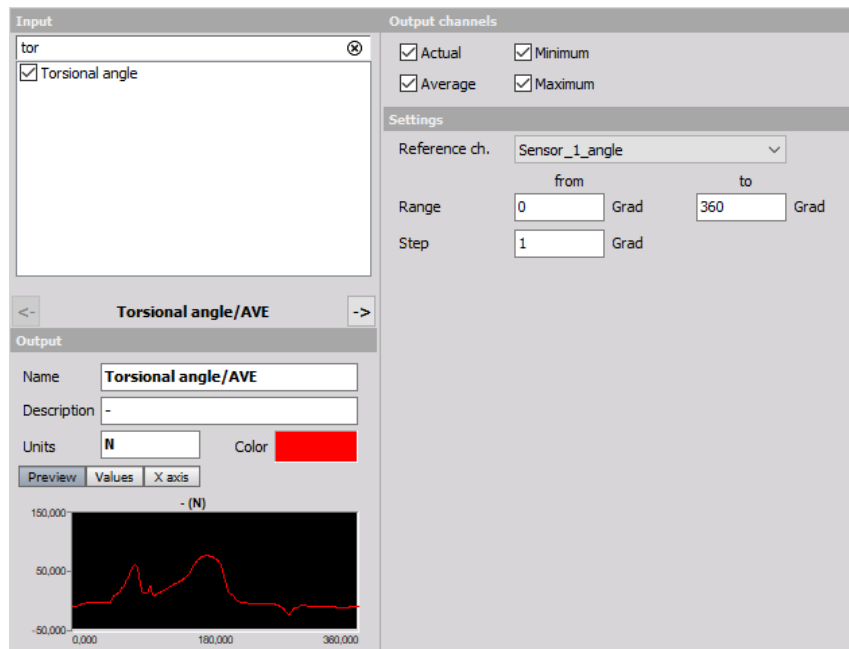 Input
tor
Torsional angle
<-
Torsional angle/AVE
->
Output
Name
Torsional angle/AVE
Description
-
Units
N
Color
Preview
Values
X axis
- (N)
150,000
50,000
-50,000
0,000
180,000
360,000
Output channels
Actual
Minimum
Average
Maximum
Settings
Reference ch.
Sensor_1_angle
from
to
Range
0
Grad
360
Grad
Step
1
Grad